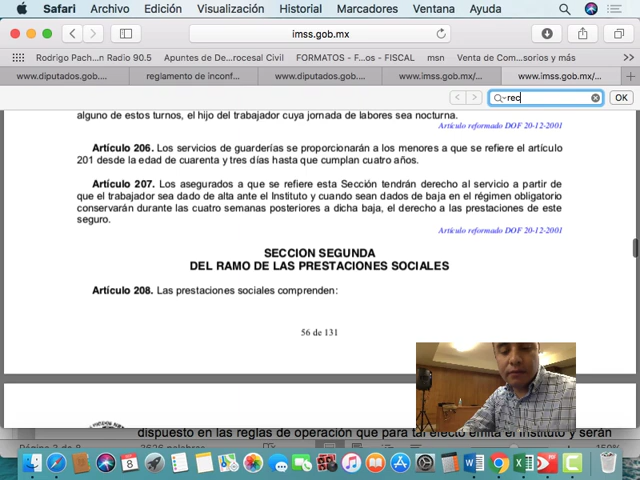 Safari Archivo Edición Visualización Historial Marcadores Ventana Ayuda
imss.gob.mx
Rodrigo Pach...n Radio 90.5 Apuntes de De...rocesal Civil FORMATOS - F...os - FISCAL msn Venta de Com...sorios y más
www.diputados.gob.... reglamento de inconf... www.diputados.gob.... www.imss.gob.mx/... www.imss.gob.mx/...
rec OK
alguno de estos turnos, el hijo del trabajador cuya jornada de labores sea nocturna.
Artículo reformado DOF 20-12-2001
Artículo 206. Los servicios de guarderías se proporcionarán a los menores a que se refiere el artículo
201 desde la edad de cuarenta y tres días hasta que cumplan cuatro años.
Artículo 207. Los asegurados a que se refiere esta Sección tendrán derecho al servicio a partir de
que el trabajador sea dado de alta ante el Instituto y cuando sean dados de baja en el régimen obligatorio
conservarán durante las cuatro semanas posteriores a dicha baja, el derecho a las prestaciones de este
seguro.
Artículo reformado DOF 20-12-2001
SECCION SEGUNDA
DEL RAMO DE LAS PRESTACIONES SOCIALES
Artículo 208. Las prestaciones sociales comprenden:
56 de 131
dispuesto en las reglas de operación que para tal efecto emita el Instituto y serán
Página 3 de 8 3626 palabras 150%
8